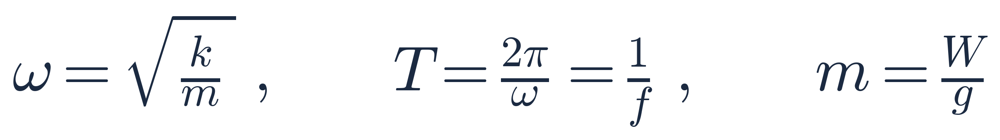 ω = √(k/m) , T = 2π/ω = 1/f , m = W/g